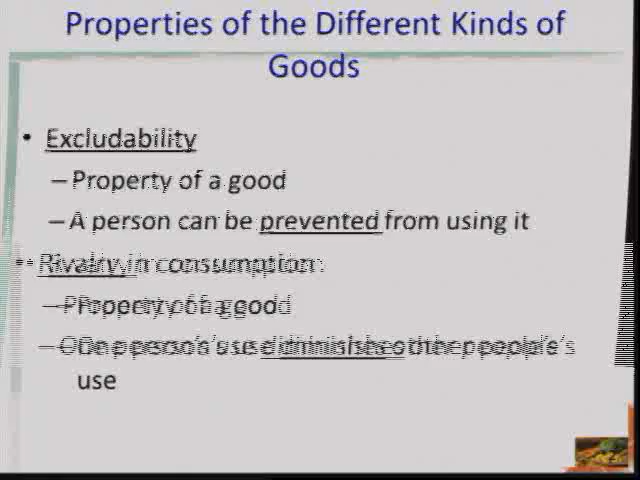 Properties of the Different Kinds of
Goods
• Excludability
– Property of a good
– A person can be prevented from using it
• Rivalry in consumption:
– Property of a good
– One person's use diminishes other people's
use